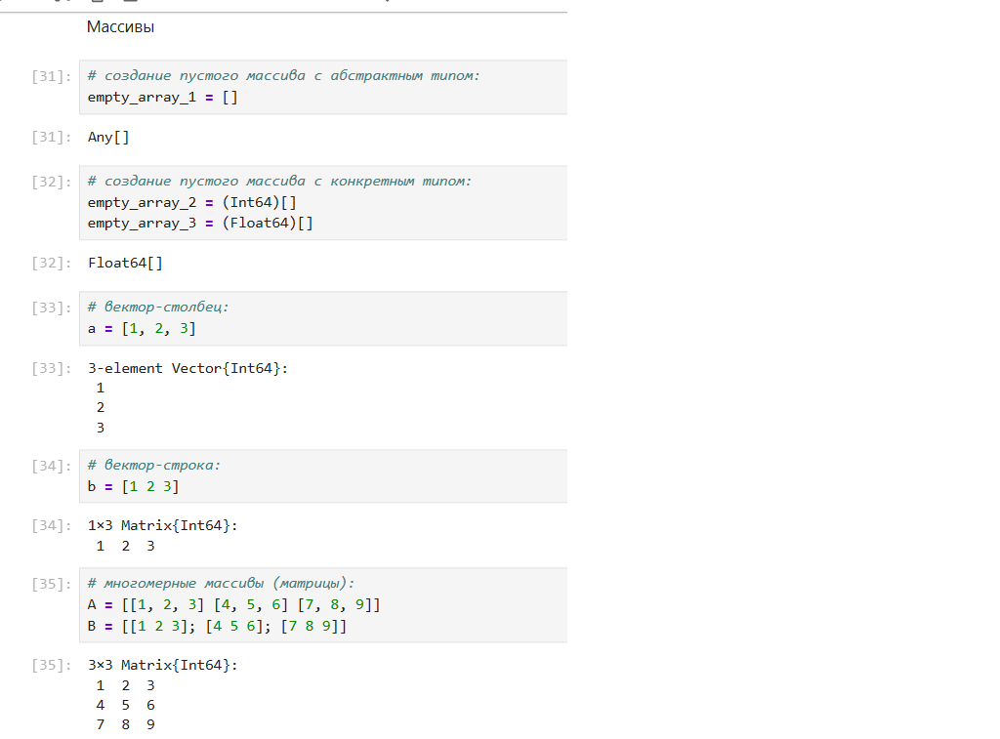 Массивы
[31]: # создание пустого массива с абстрактным типом:
empty_array_1 = []
[31]: Any[]
[32]: # создание пустого массива с конкретным типом:
empty_array_2 = (Int64)[]
empty_array_3 = (Float64)[]
[32]: Float64[]
[33]: # вектор-столбец:
a = [1, 2, 3]
[33]: 3-element Vector{Int64}:
1
2
3
[34]: # вектор-строка:
b = [1 2 3]
[34]: 1×3 Matrix{Int64}:
1 2 3
[35]: # многомерные массивы (матрицы):
A = [[1, 2, 3] [4, 5, 6] [7, 8, 9]]
B = [[1 2 3]; [4 5 6]; [7 8 9]]
[35]: 3×3 Matrix{Int64}:
1 2 3
4 5 6
7 8 9